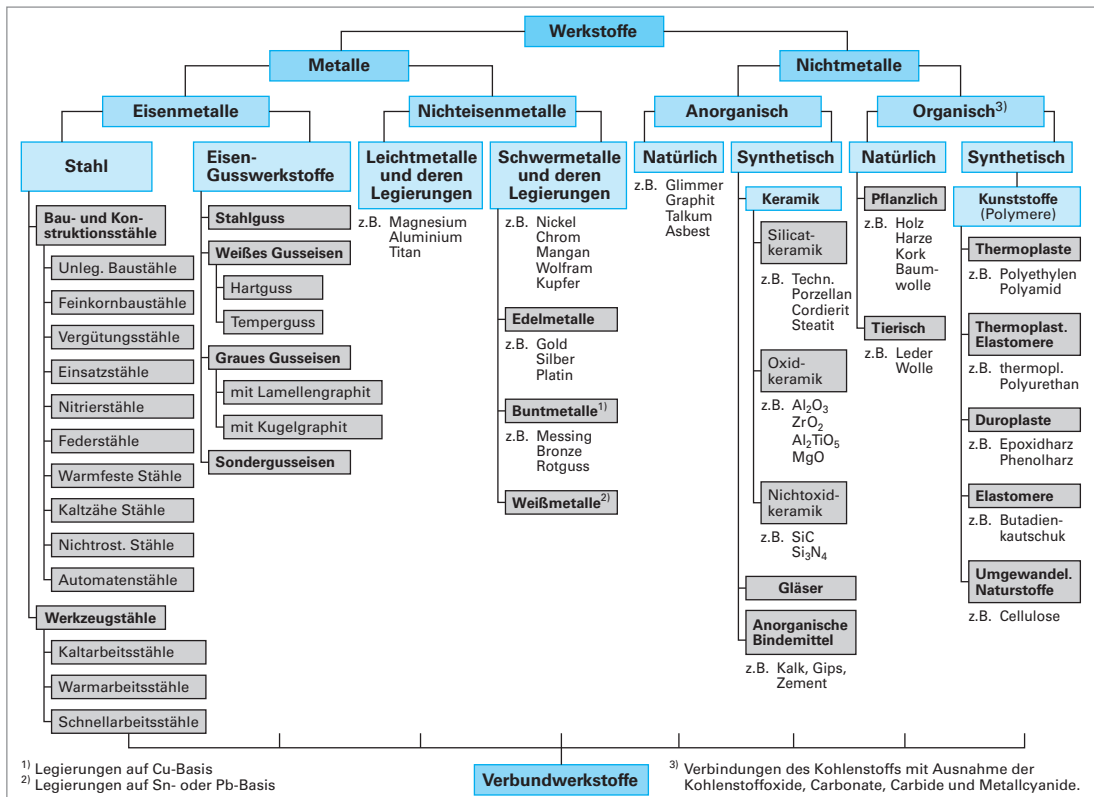 Werkstoffe
Metalle
Nichtmetalle
Eisenmetalle
Nichteisenmetalle
Anorganisch
Organisch³⁾
Stahl
Bau- und Kon-
struktionsstähle
Unleg. Baustähle
Feinkornbaustähle
Vergütungsstähle
Einsatzstähle
Nitrierstähle
Federstähle
Warmfeste Stähle
Kaltzähe Stähle
Nichtrost. Stähle
Automatenstähle
Werkzeugstähle
Kaltarbeitsstähle
Warmarbeitsstähle
Schnellarbeitsstähle
Eisen-
Gusswerkstoffe
Stahlguss
Weißes Gusseisen
Hartguss
Temperguss
Graues Gusseisen
mit Lamellengraphit
mit Kugelgraphit
Sondergusseisen
Leichtmetalle
und deren
Legierungen
z.B. Magnesium
Aluminium
Titan
Schwermetalle
und deren
Legierungen
z.B. Nickel
Chrom
Mangan
Wolfram
Kupfer
Edelmetalle
z.B. Gold
Silber
Platin
Buntmetalle¹⁾
z.B. Messing
Bronze
Rotguss
Weißmetalle²⁾
Natürlich
z.B. Glimmer
Graphit
Talkum
Asbest
Synthetisch
Keramik
Silicat-
keramik
z.B. Techn.
Porzellan
Cordierit
Steatit
Oxid-
keramik
z.B. Al₂O₃
ZrO₂
Al₂TiO₅
MgO
Nichtoxid-
keramik
z.B. SiC
Si₃N₄
Gläser
Anorganische
Bindemittel
z.B. Kalk, Gips,
Zement
Natürlich
Pflanzlich
z.B. Holz
Harze
Kork
Baum-
wolle
Tierisch
z.B. Leder
Wolle
Synthetisch
Kunststoffe
(Polymere)
Thermoplaste
z.B. Polyethylen
Polyamid
Thermoplast.
Elastomere
z.B. thermopl.
Polyurethan
Duroplaste
z.B. Epoxidharz
Phenolharz
Elastomere
z.B. Butadien-
kautschuk
Umgewandel.
Naturstoffe
z.B. Cellulose
Verbundwerkstoffe
¹⁾ Legierungen auf Cu-Basis
²⁾ Legierungen auf Sn- oder Pb-Basis
³⁾ Verbindungen des Kohlenstoffs mit Ausnahme der
Kohlenstoffoxide, Carbonate, Carbide und Metallcyanide.